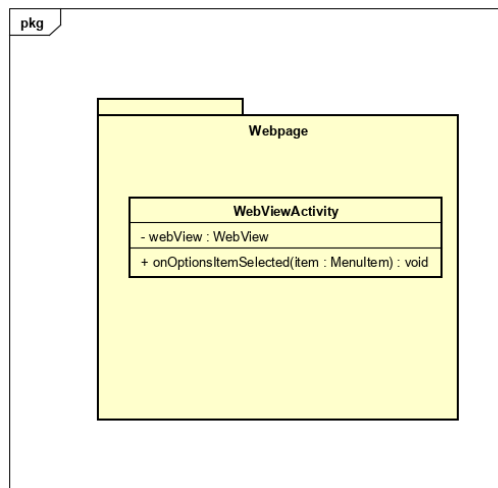 pkg
Webpage
WebViewActivity
- webView : WebView
+ onOptionsItemSelected(item : MenuItem) : void